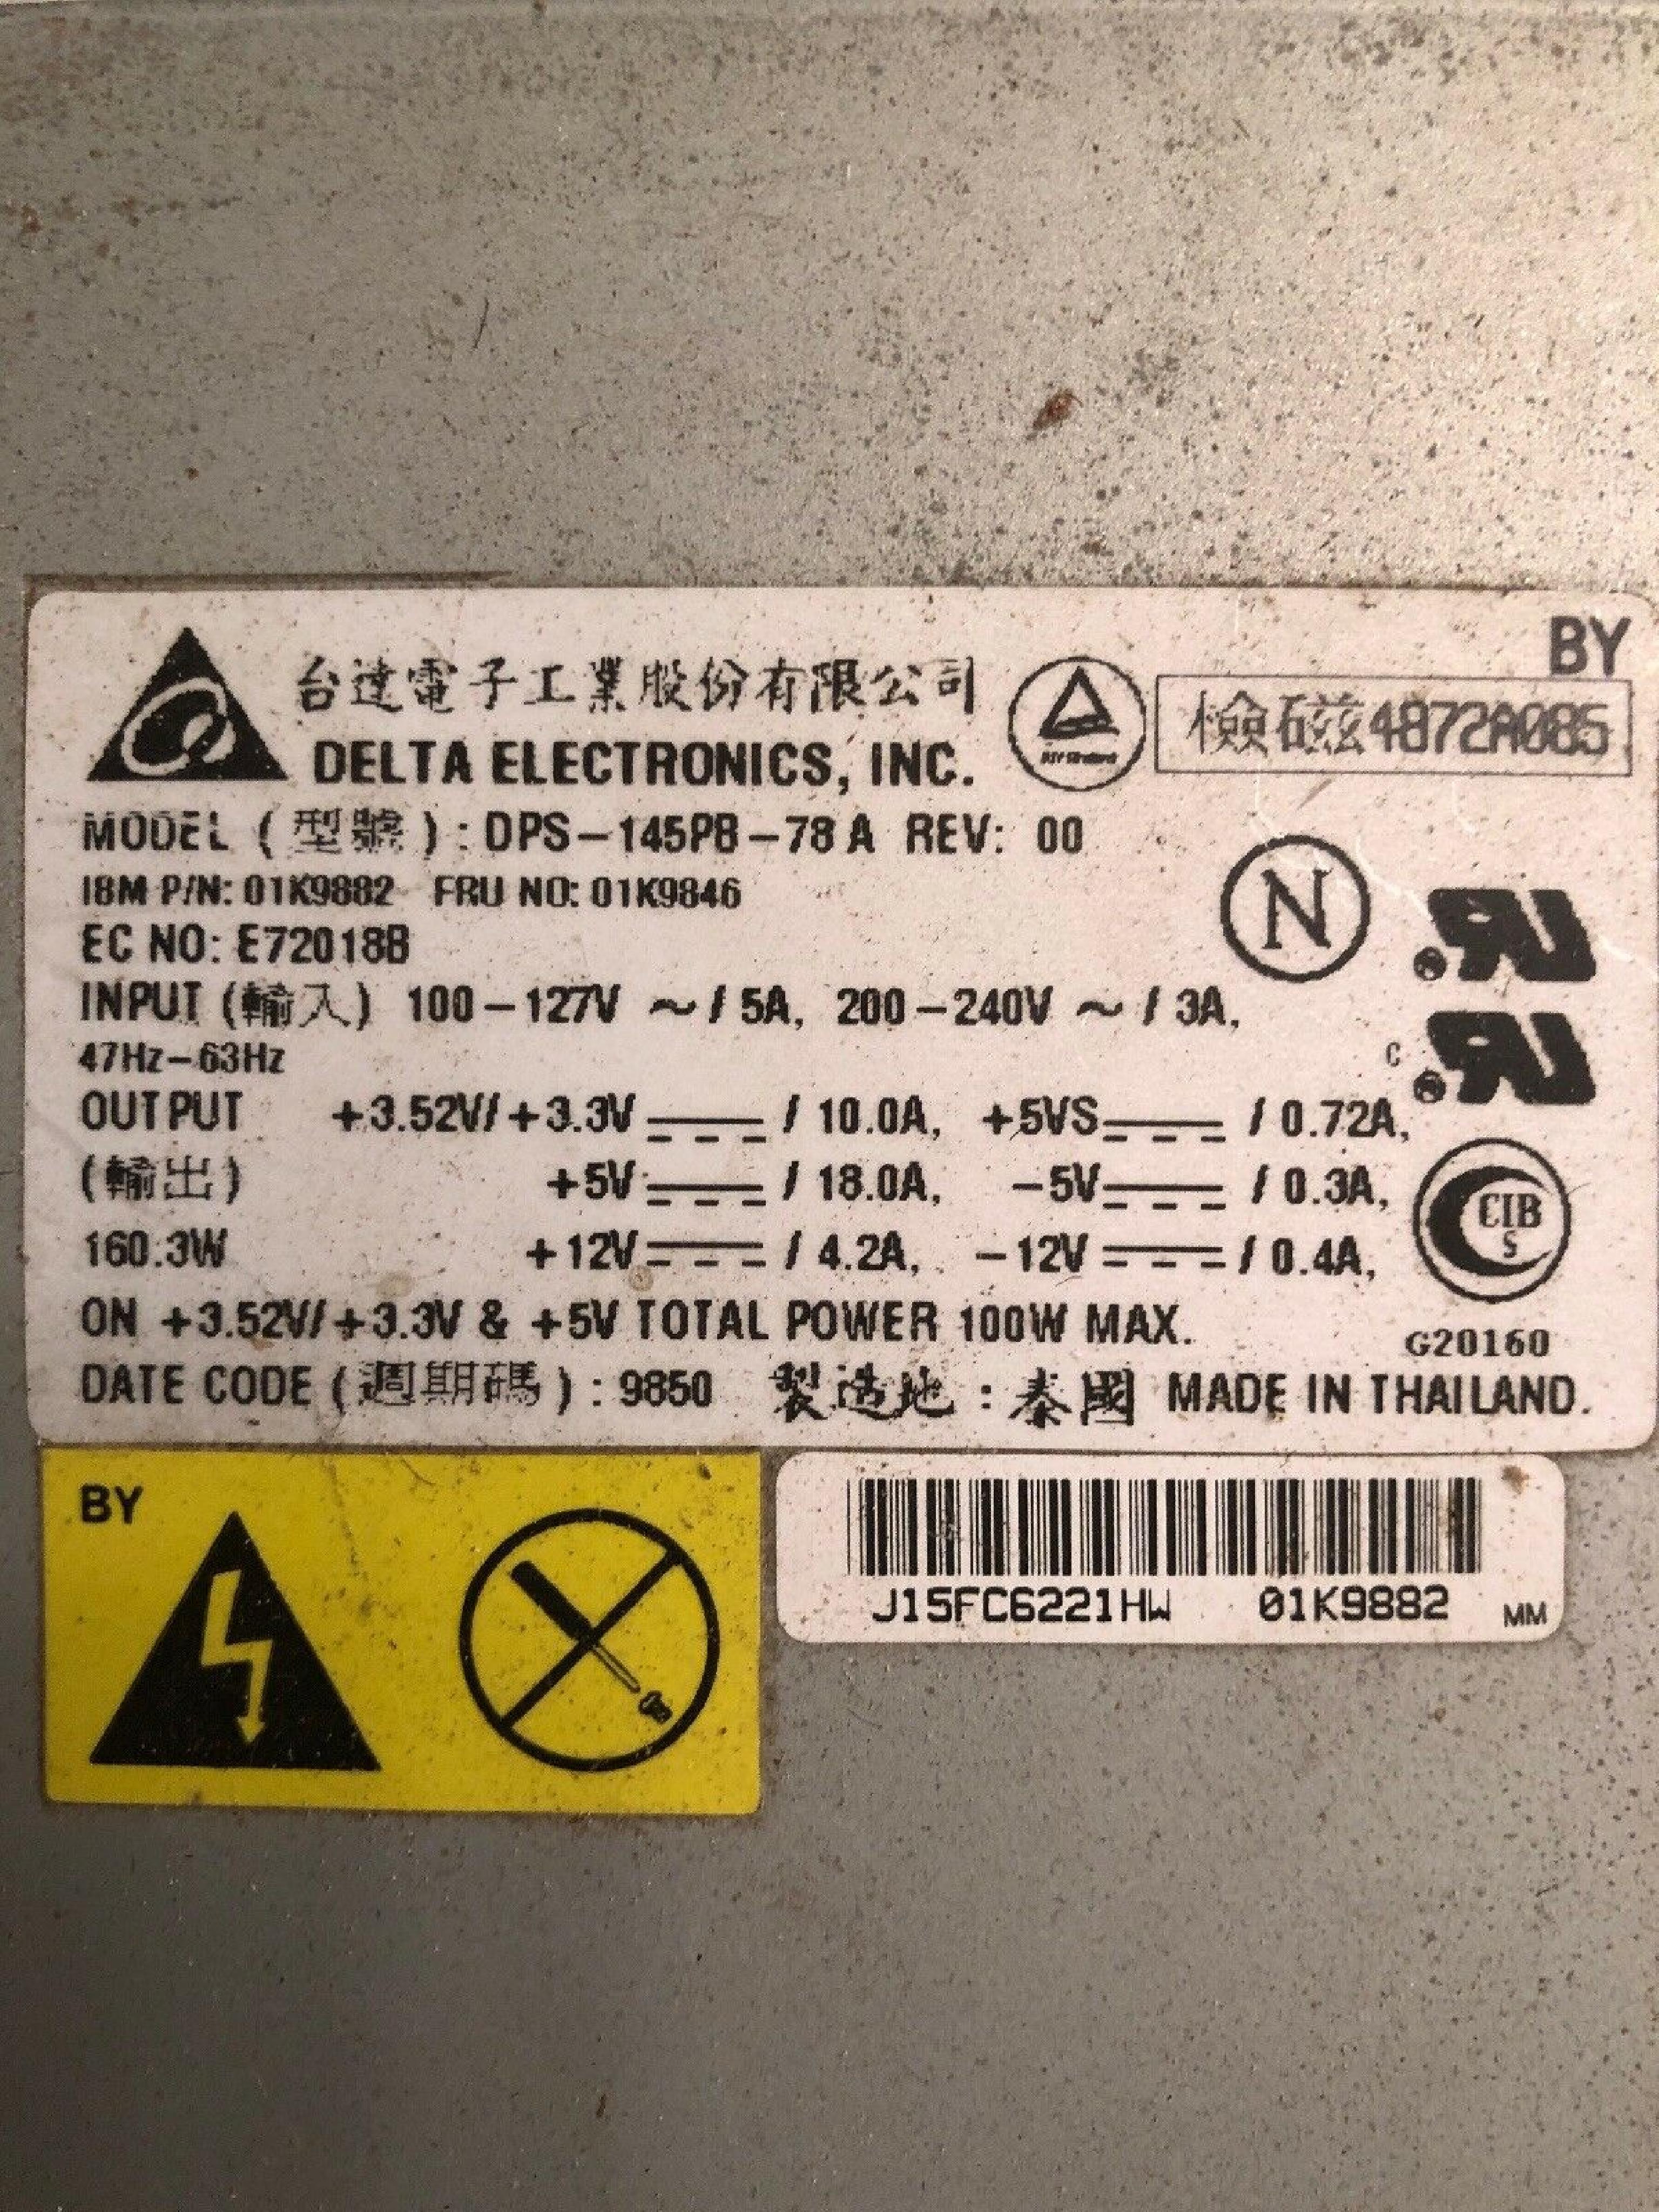 BY
台達電子工業股份有限公司
DELTA ELECTRONICS, INC.
檢磁4872A085
MODEL (型號) : DPS-145PB-78 A REV: 00
IBM P/N: 01K9882 FRU NO: 01K9846
EC NO: E72018B
N
INPUT (輸入) 100-127V ~ / 5A, 200-240V ~ / 3A,
47Hz-63Hz
C
OUTPUT +3.52V/+3.3V / 10.0A, +5VS / 0.72A,
(輸出) +5V / 18.0A, -5V / 0.3A,
160.3W +12V / 4.2A, -12V / 0.4A,
CIB
S
ON +3.52V/+3.3V & +5V TOTAL POWER 100W MAX.
G20160
DATE CODE (週期碼) : 9850 製造地 : 泰國 MADE IN THAILAND.
BY
J15FC6221HW 01K9882 MM